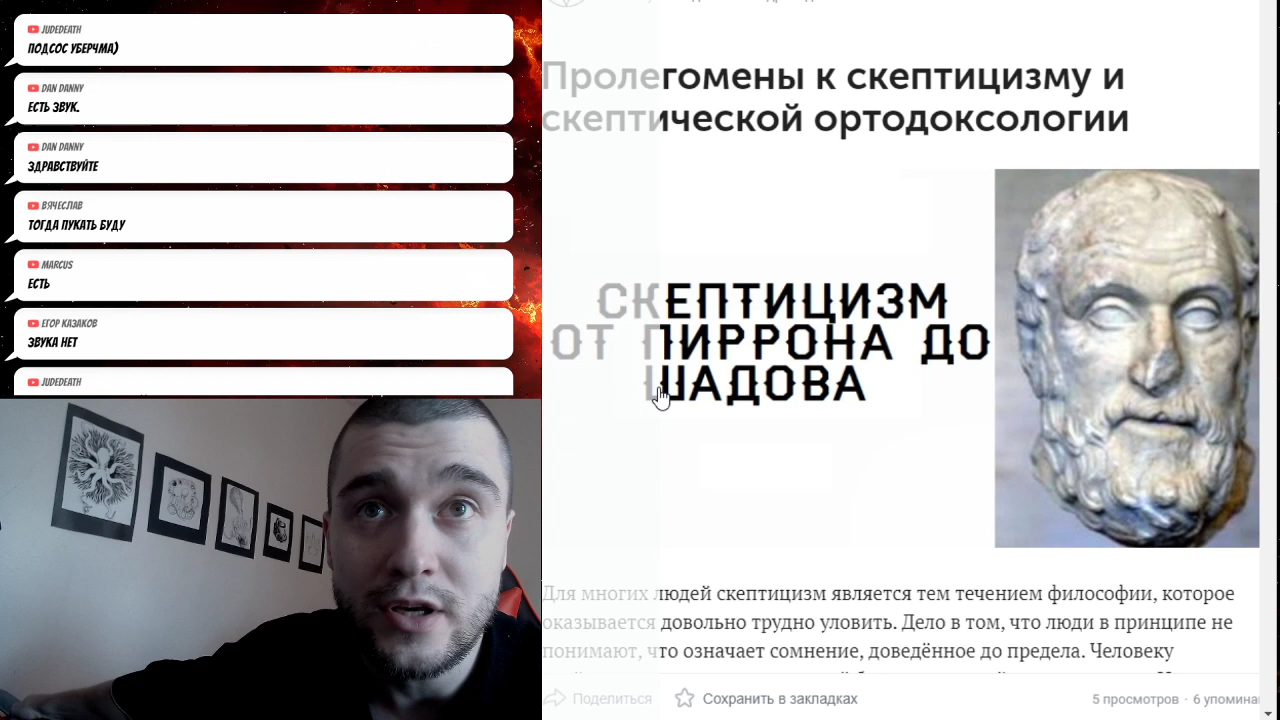 JUDEDEATH
ПОДСОС УБЕРЧМА)
DAN DANNY
ЕСТЬ ЗВУК.
DAN DANNY
ЗДРАВСТВУЙТЕ
ВЯЧЕСЛАВ
ТОГДА ПУКАТЬ БУДУ
MARCUS
ЕСТЬ
ЕГОР КАЗАКОВ
ЗВУКА НЕТ
JUDEDEATH
Пролегомены к скептицизму и
скептической ортодоксологии
СКЕПТИЦИЗМ
ОТ ПИРРОНА ДО
ШАДОВА
Для многих людей скептицизм является тем течением философии, которое
оказывается довольно трудно уловить. Дело в том, что люди в принципе не
понимают, что означает сомнение, доведённое до предела. Человеку
Поделиться
Сохранить в закладках
5 просмотров · 6 упомина